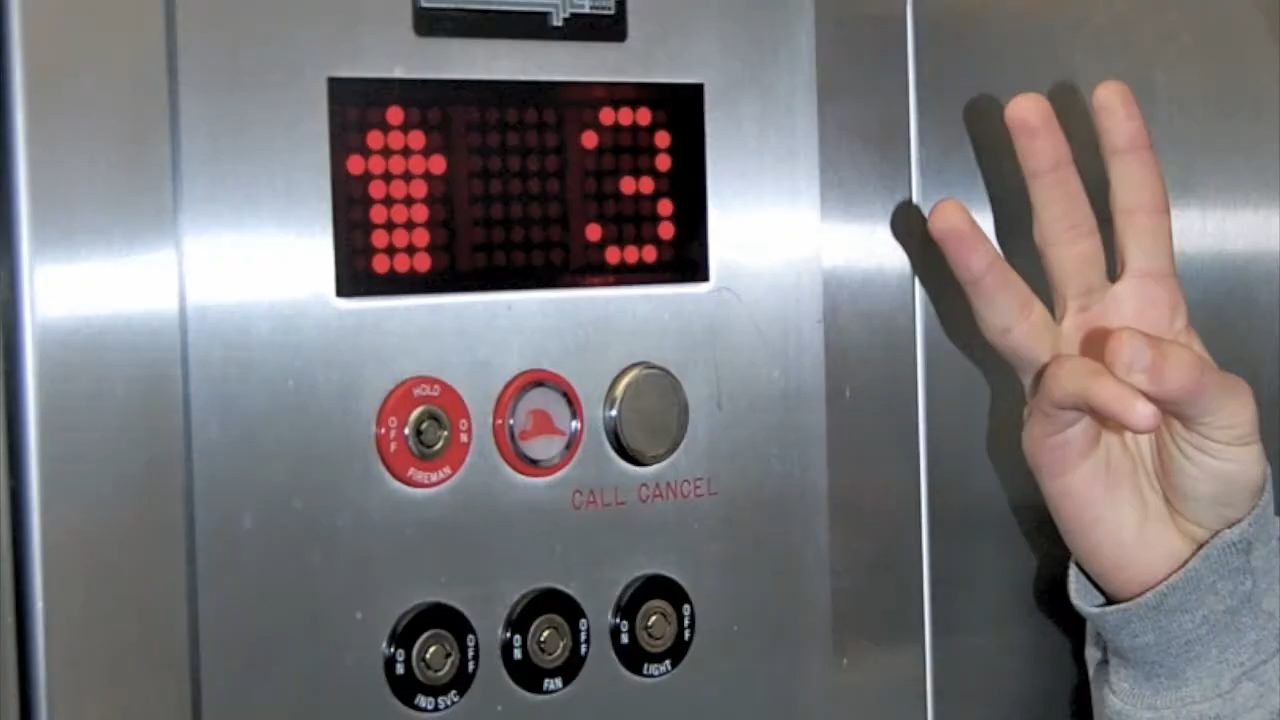 3
HOLD
OFF ON
FIREMAN
CALL CANCEL
ON OFF
IND SVC
ON OFF
FAN
ON OFF
LIGHT